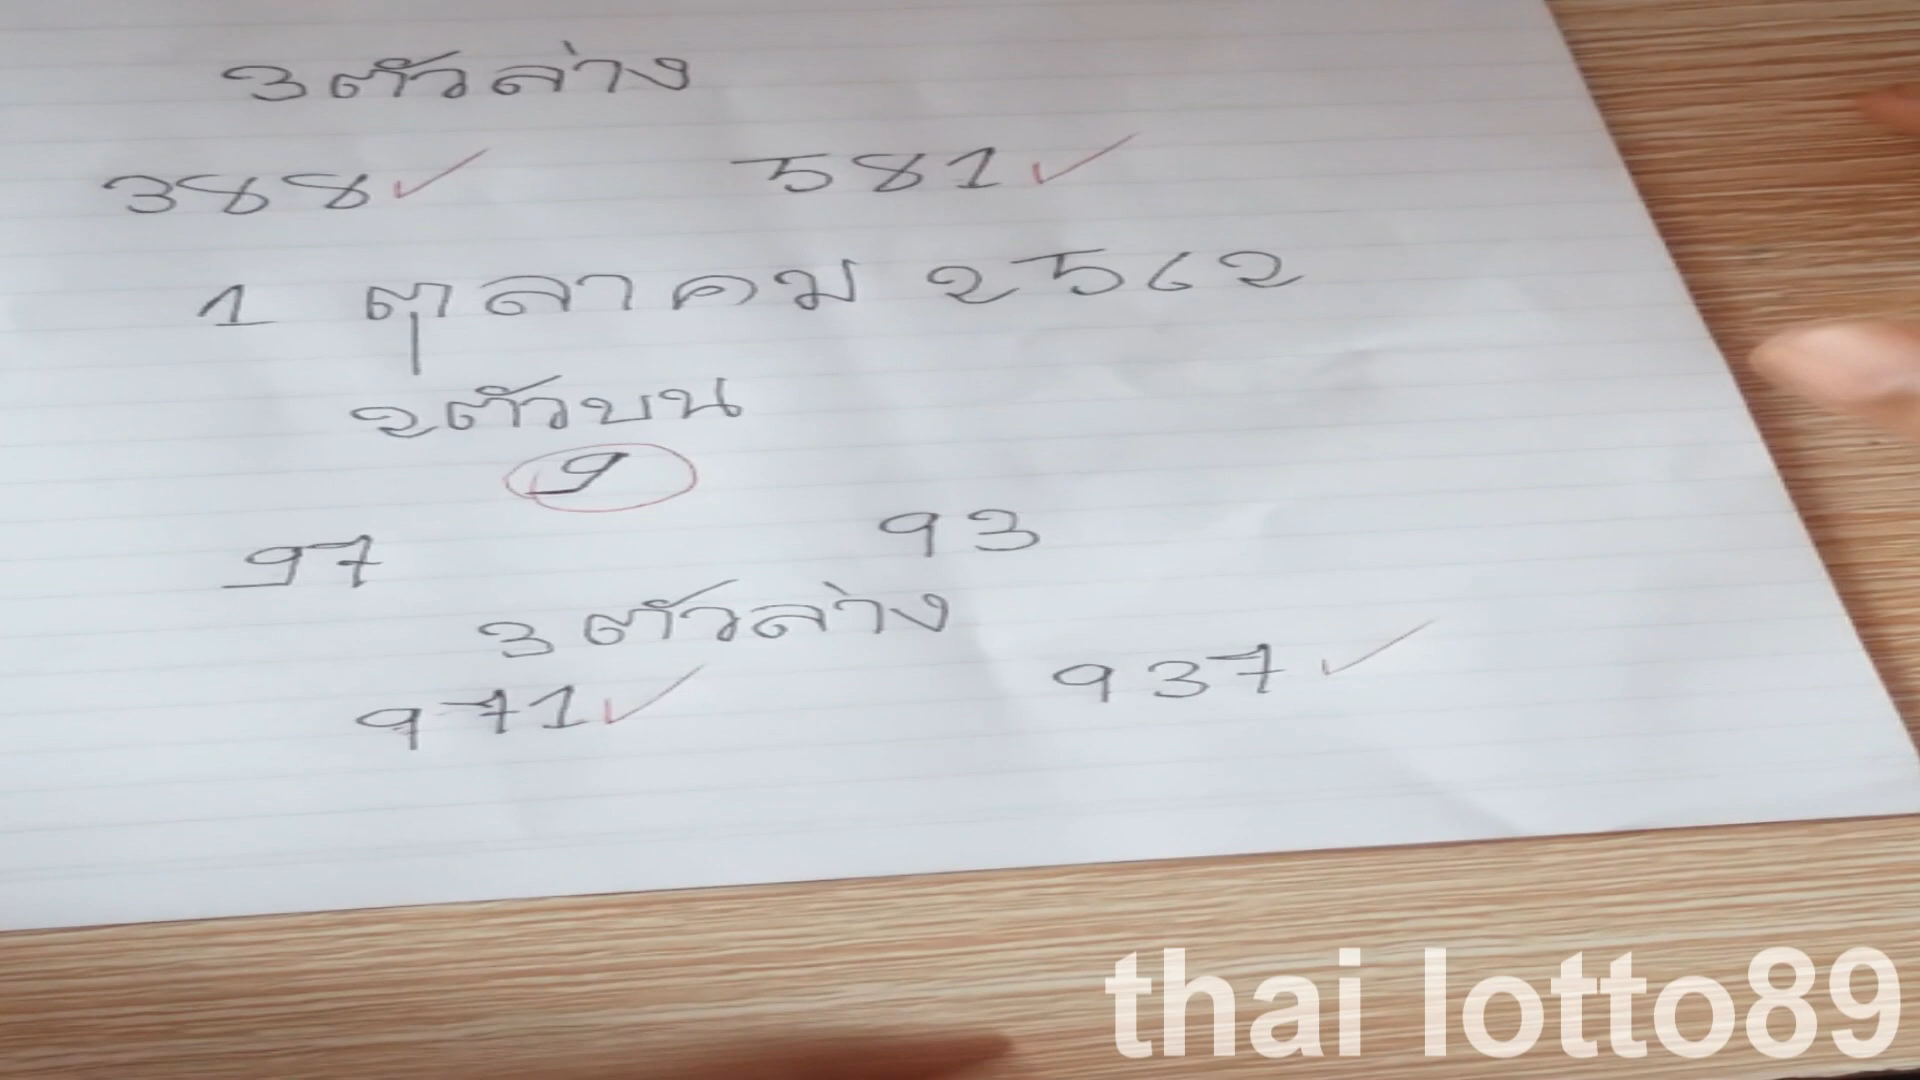 3ตัวล่าง
388 581
1 ตุลาคม 2562
2ตัวบน
9
97 93
3ตัวล่าง
971 937
thai lotto89